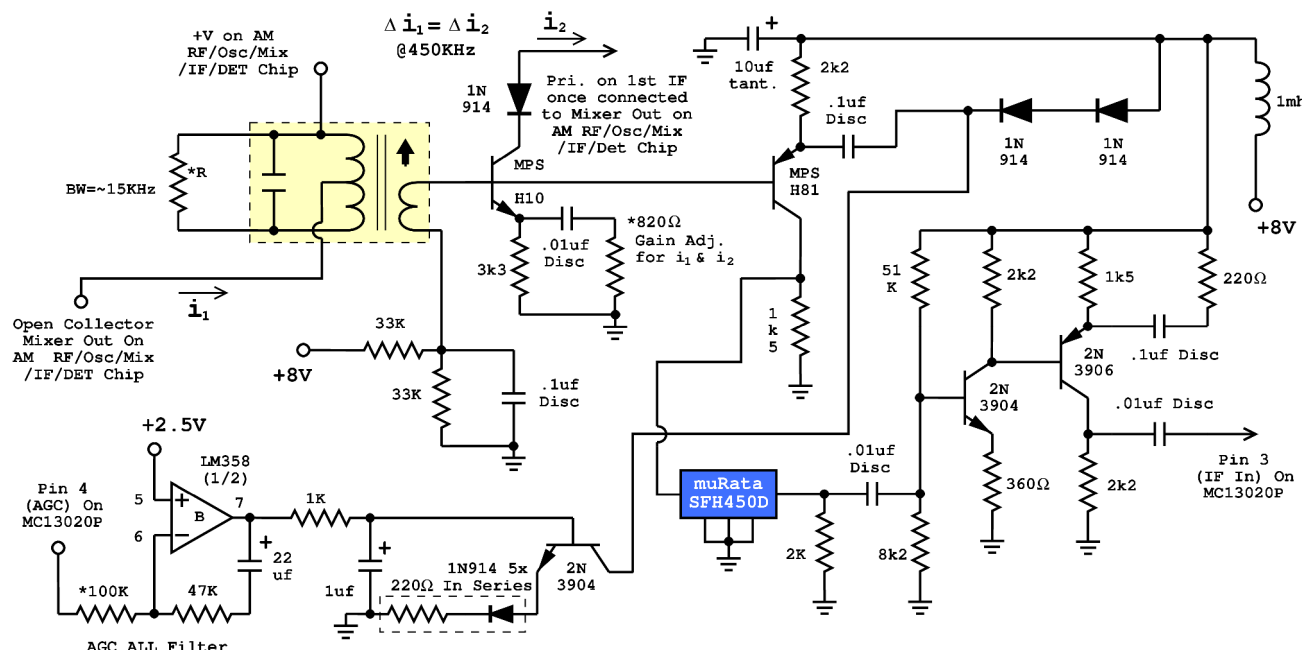 +V on AM
RF/Osc/Mix
/IF/DET Chip
Δ i1 = Δ i2
@450KHz
i2
1N
914
Pri. on 1st IF
once connected
to Mixer Out on
AM RF/Osc/Mix
/IF/Det Chip
+
10uf
tant.
2k2
.1uf
Disc
1N
914
1N
914
1mh
+8V
*R
BW=~15KHz
MPS
H10
MPS
H81
3k3
.01uf
Disc
*820Ω
Gain Adj.
for i1 & i2
i1
Open Collector
Mixer Out On
AM RF/Osc/Mix
/IF/DET Chip
33K
+8V
33K
.1uf
Disc
1
k
5
51
K
2k2
1k5
220Ω
2N
3904
2N
3906
.1uf Disc
.01uf Disc
Pin 3
(IF In) On
MC13020P
360Ω
2k2
.01uf
Disc
muRata
SFH450D
2K
8k2
+2.5V
LM358
(1/2)
Pin 4
(AGC) On
MC13020P
5
+
B
7
6
−
1K
+
22
uf
+
1uf
*100K
47K
1N914 5x
220Ω In Series
2N
3904
AGC ALL Filter